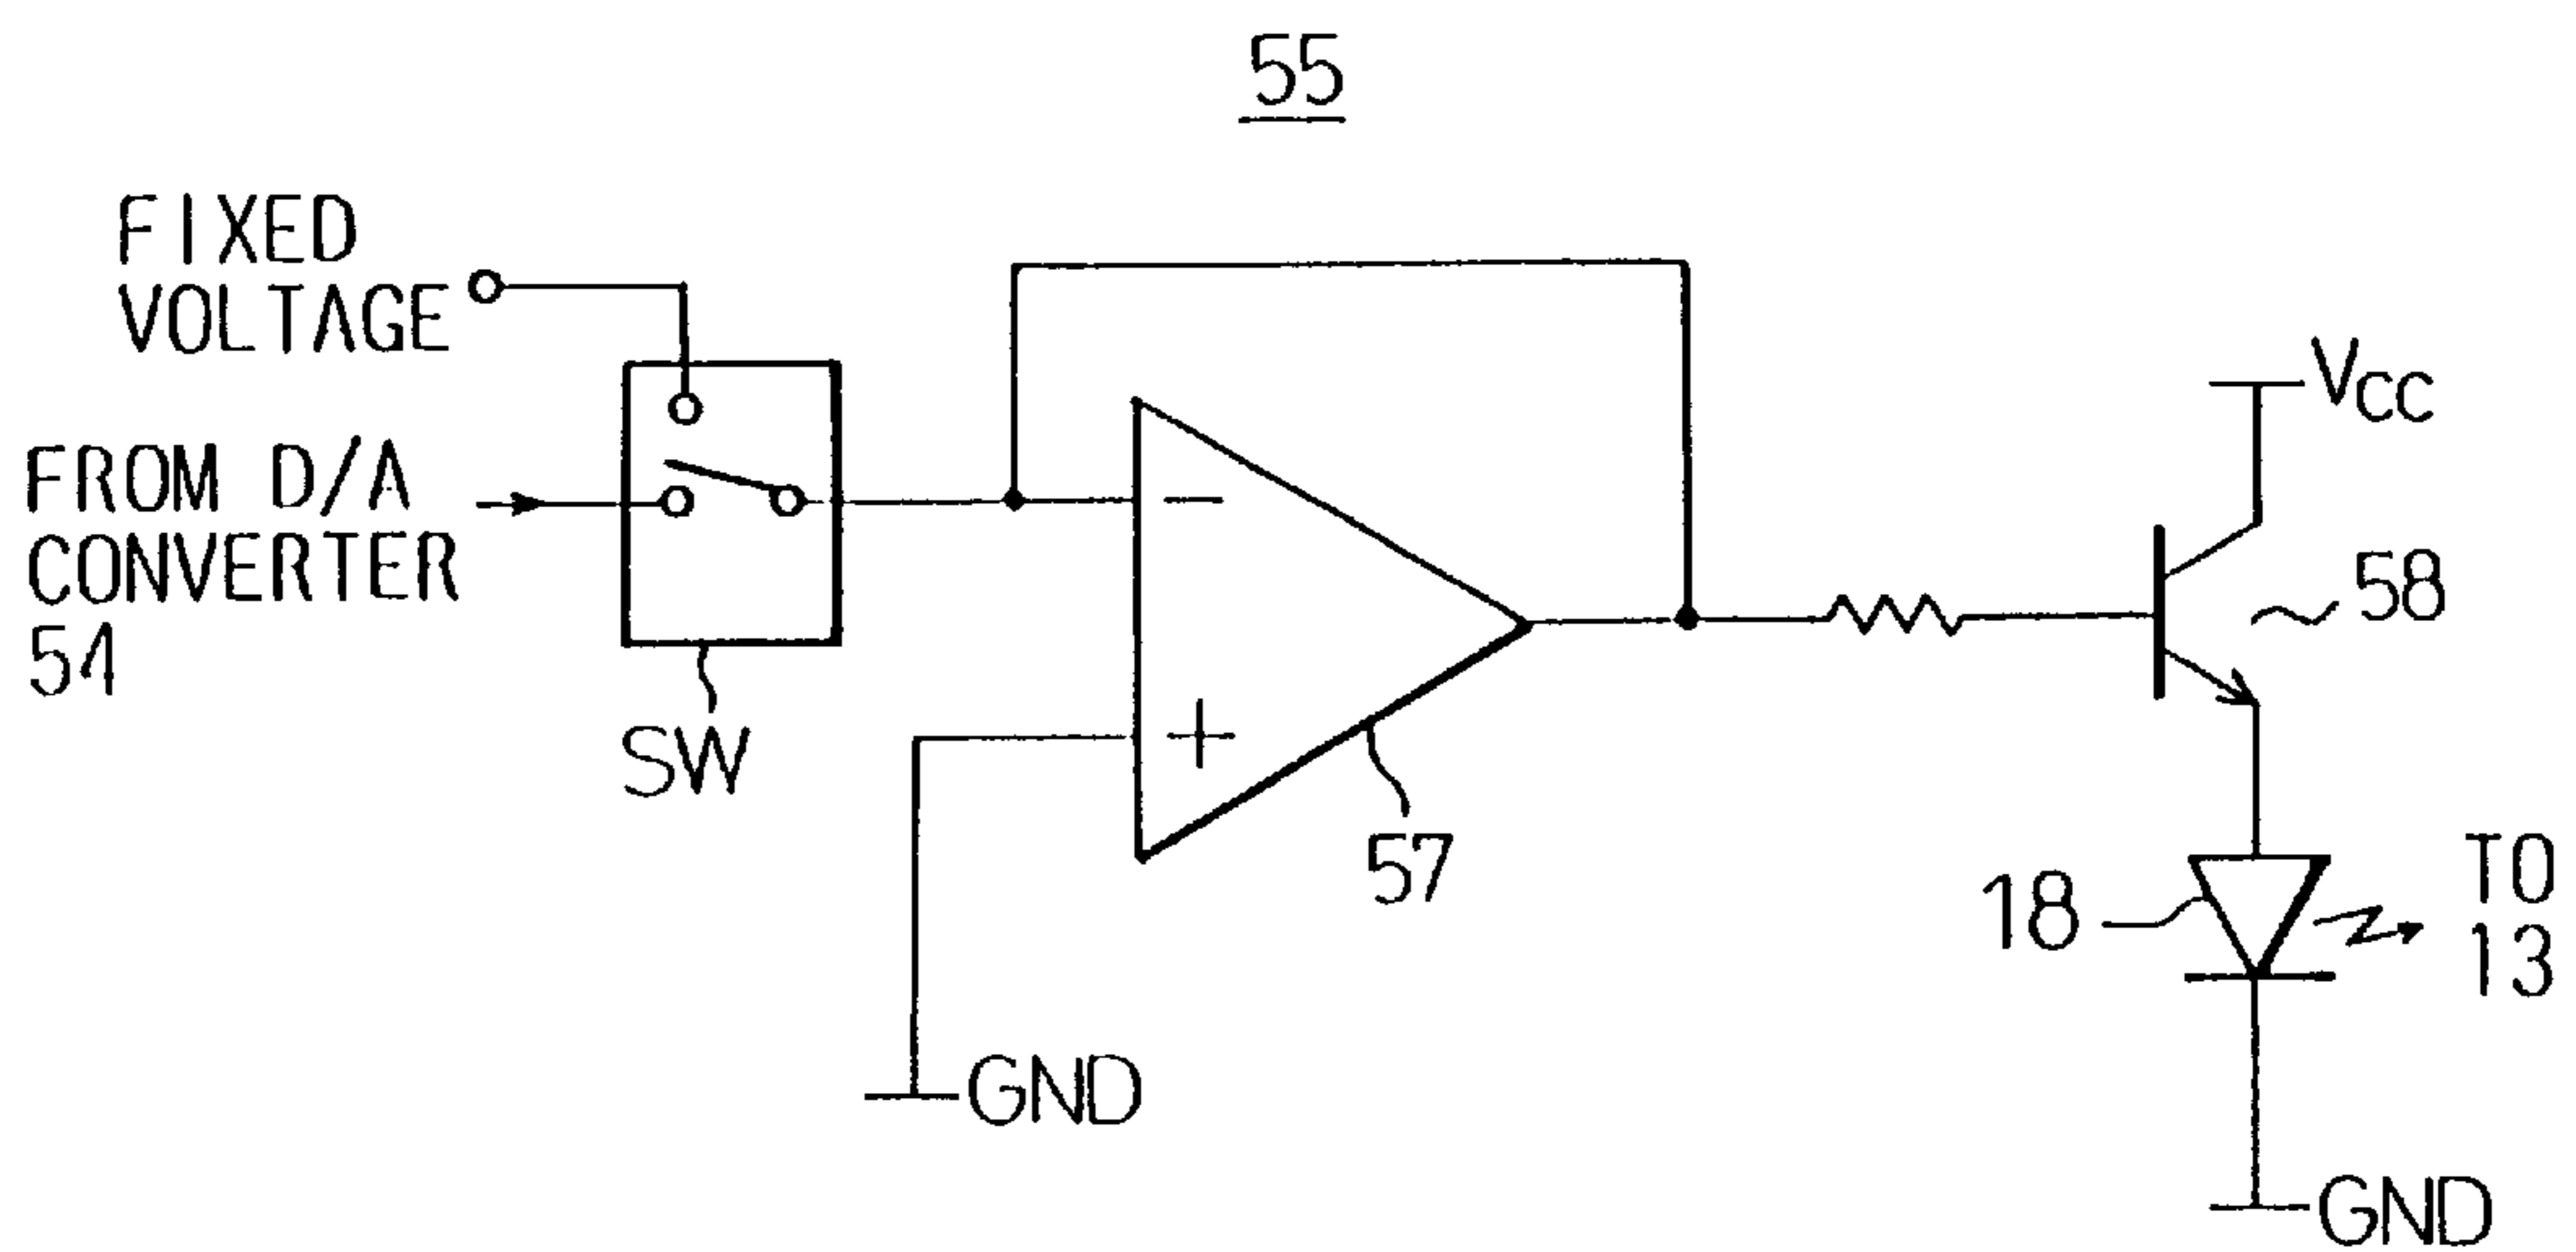 55
FIXED
VOLTAGE
FROM D/A
CONVERTER
54
SW
−
+
57
GND
VCC
58
18
TO
13
GND